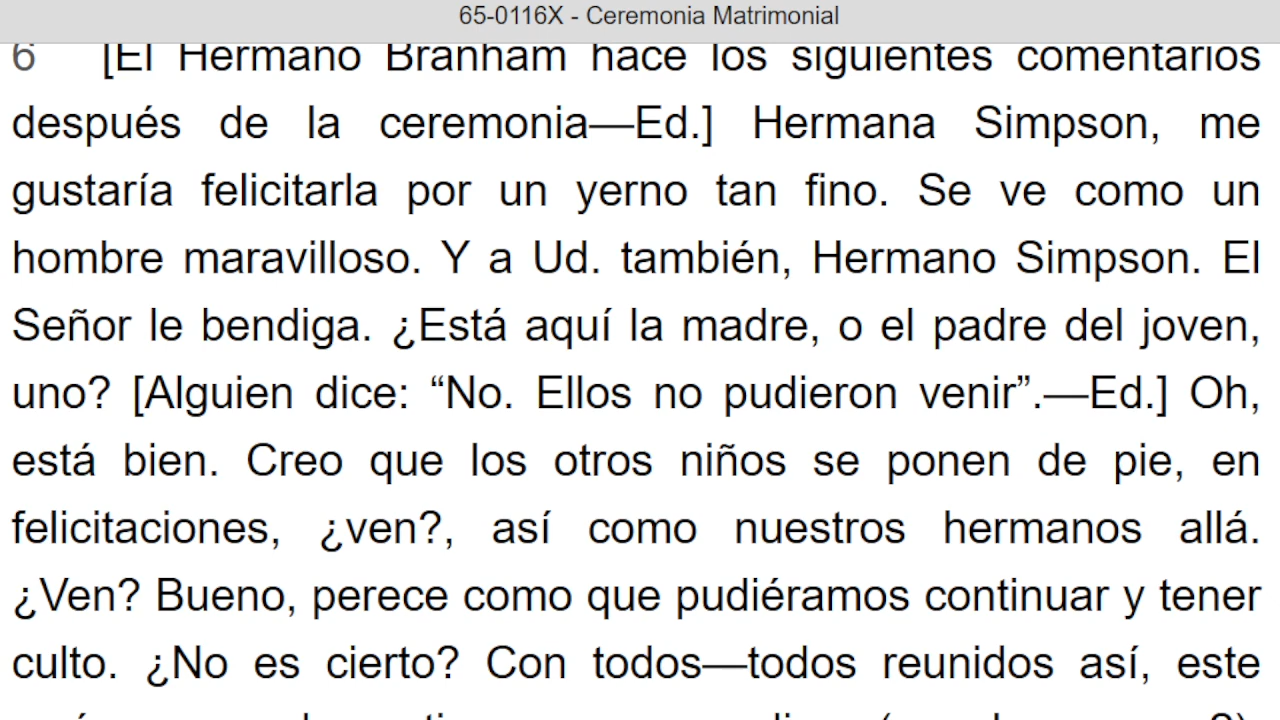 65-0116X - Ceremonia Matrimonial
6 [El Hermano Branham hace los siguientes comentarios
después de la ceremonia—Ed.] Hermana Simpson, me
gustaría felicitarla por un yerno tan fino. Se ve como un
hombre maravilloso. Y a Ud. también, Hermano Simpson. El
Señor le bendiga. ¿Está aquí la madre, o el padre del joven,
uno? [Alguien dice: “No. Ellos no pudieron venir”.—Ed.] Oh,
está bien. Creo que los otros niños se ponen de pie, en
felicitaciones, ¿ven?, así como nuestros hermanos allá.
¿Ven? Bueno, perece como que pudiéramos continuar y tener
culto. ¿No es cierto? Con todos—todos reunidos así, este